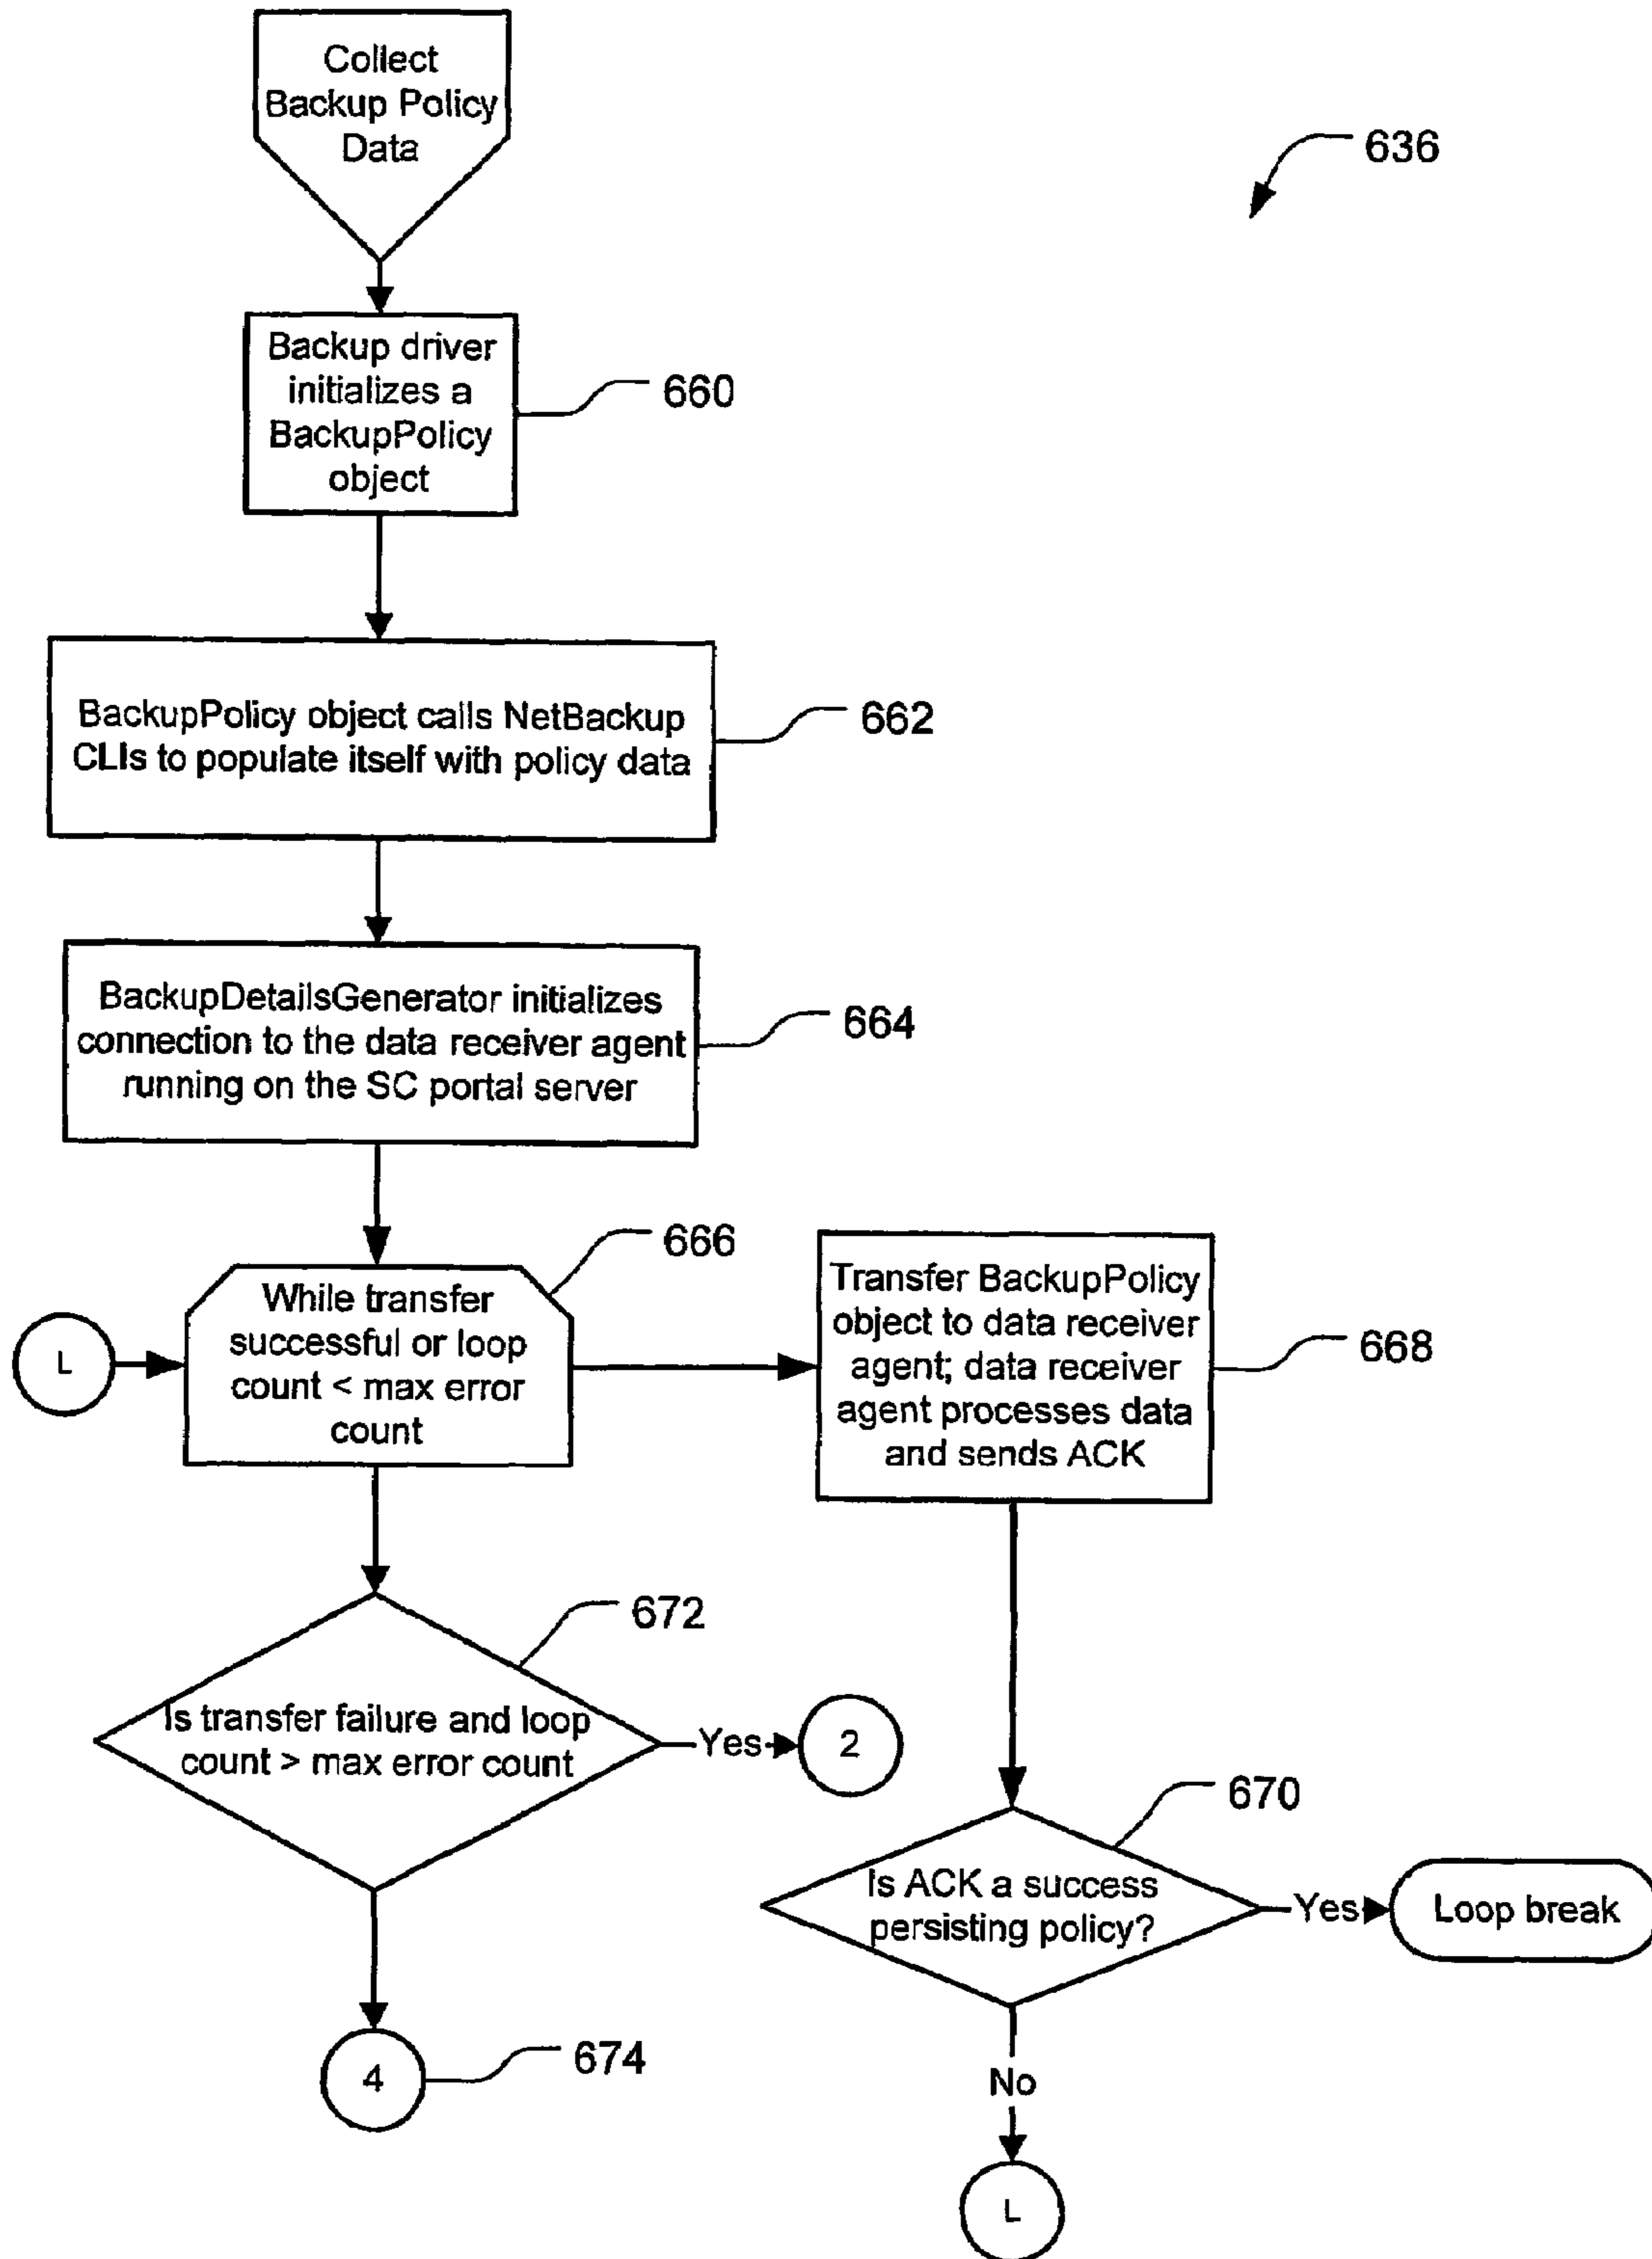 Collect
Backup Policy
Data
636
Backup driver
initializes a
BackupPolicy
object
660
BackupPolicy object calls NetBackup
CLIs to populate itself with policy data
662
BackupDetailsGenerator initializes
connection to the data receiver agent
running on the SC portal server
664
666
While transfer
successful or loop
count < max error
count
L
Transfer BackupPolicy
object to data receiver
agent; data receiver
agent processes data
and sends ACK
668
672
Is transfer failure and loop
count > max error count
Yes
2
670
Is ACK a success
persisting policy?
Yes
Loop break
4
674
No
L